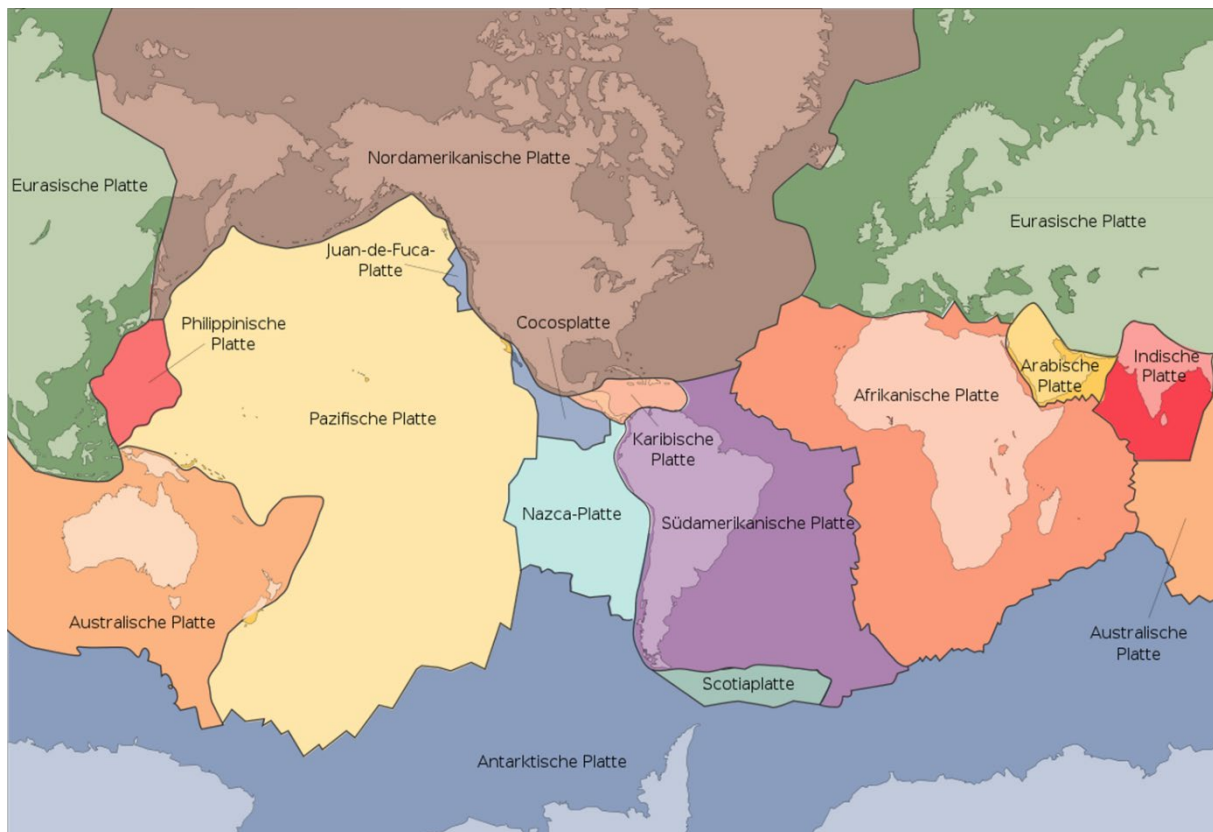 Nordamerikanische Platte
Eurasische Platte
Eurasische Platte
Juan-de-Fuca-
Platte
Philippinische
Platte
Cocosplatte
Indische
Platte
Arabische
Platte
Afrikanische Platte
Pazifische Platte
Karibische
Platte
Nazca-Platte
Südamerikanische Platte
Australische Platte
Australische
Platte
Scotiaplatte
Antarktische Platte